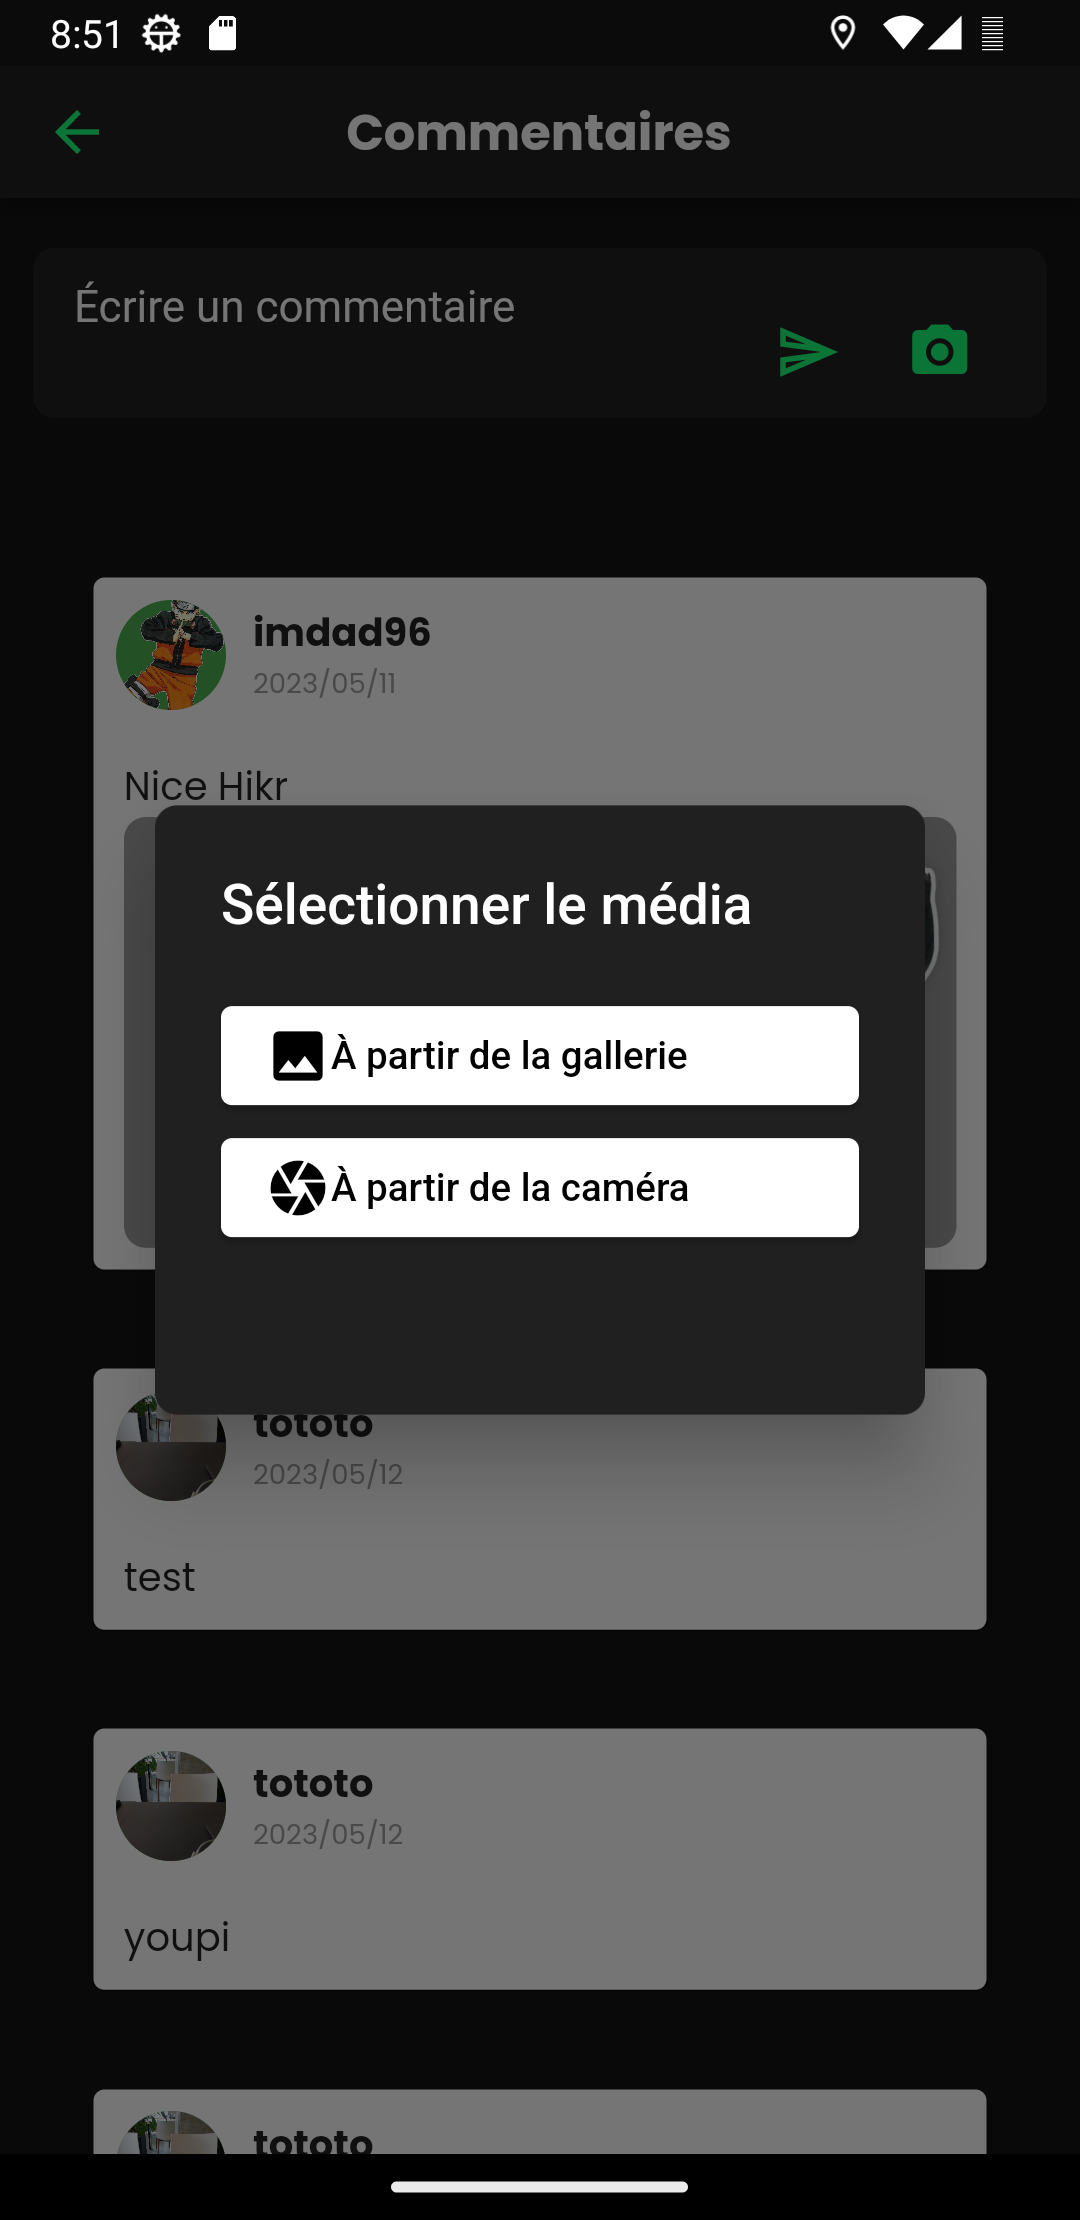 8:51
Commentaires
Écrire un commentaire
imdad96
2023/05/11
Nice Hikr
Sélectionner le média
À partir de la gallerie
À partir de la caméra
tototo
2023/05/12
test
tototo
2023/05/12
youpi
tototo